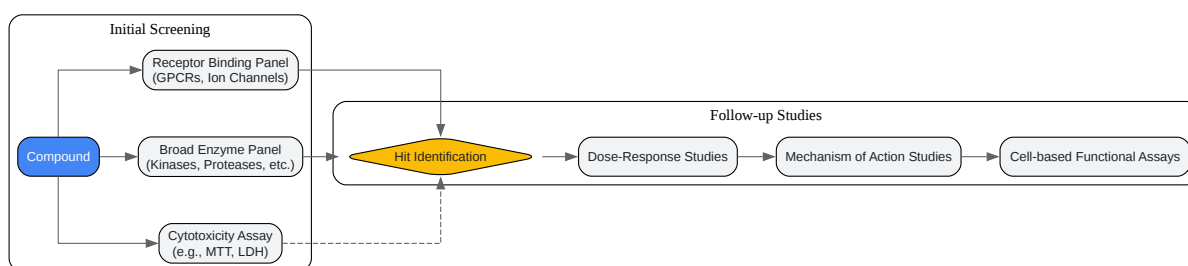 Initial Screening
Receptor Binding Panel
(GPCRs, Ion Channels)
Follow-up Studies
Compound
Broad Enzyme Panel
(Kinases, Proteases, etc.)
Hit Identification
Dose-Response Studies
Mechanism of Action Studies
Cell-based Functional Assays
Cytotoxicity Assay
(e.g., MTT, LDH)